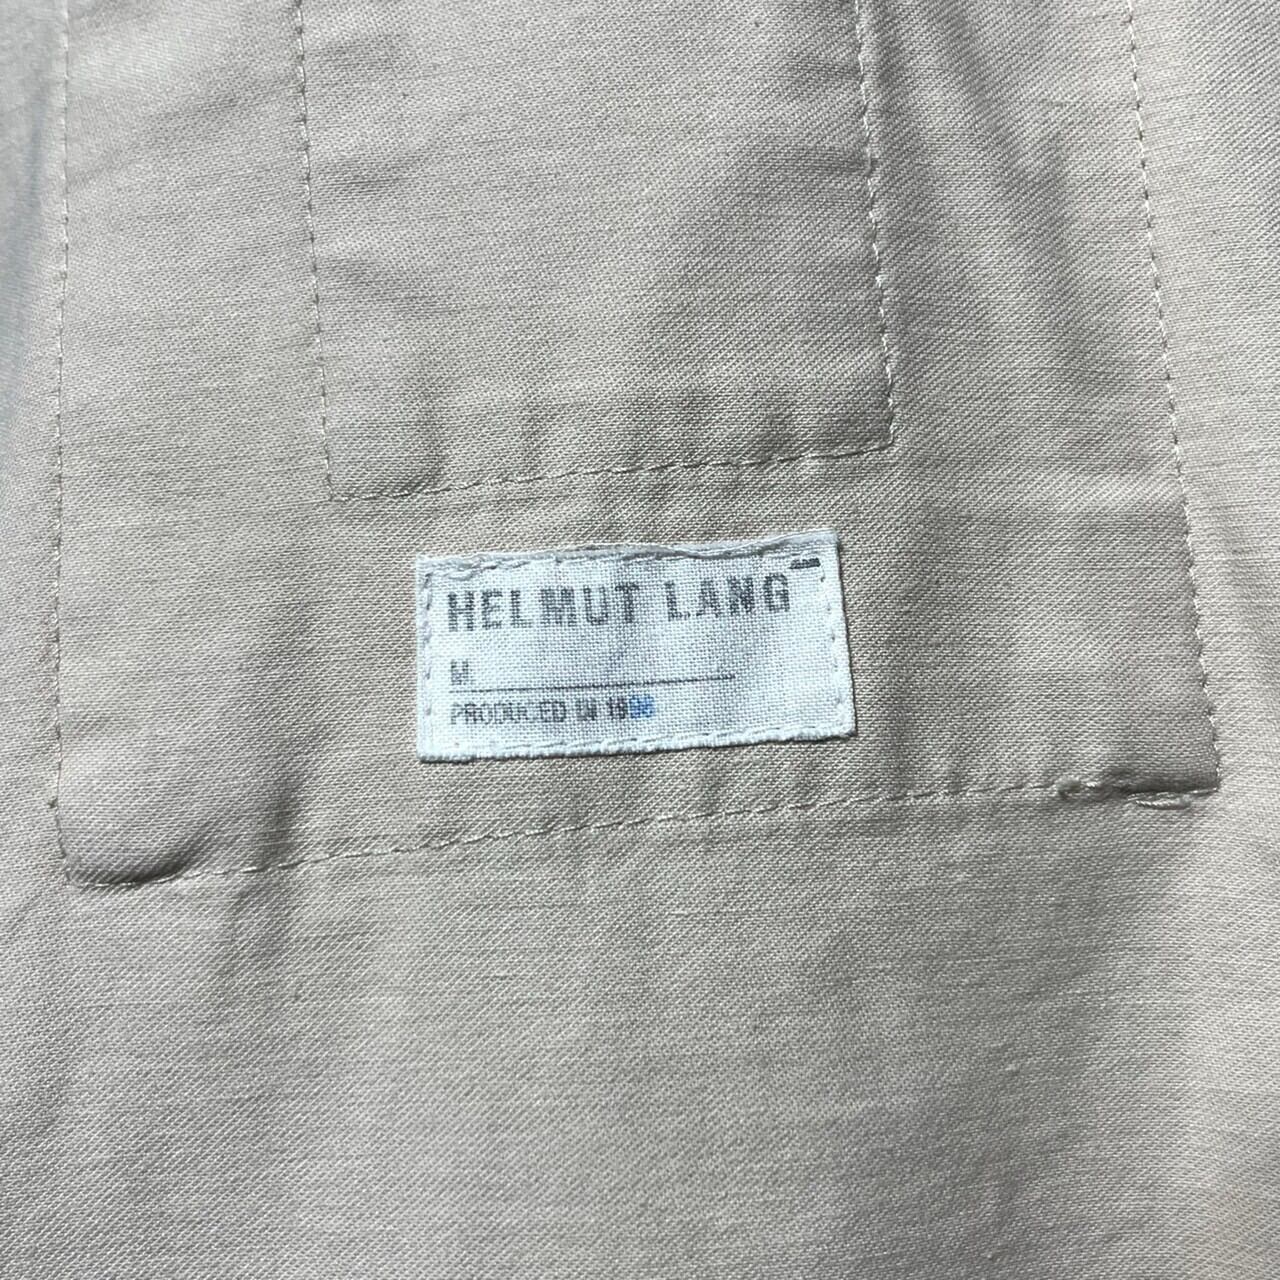 HELMUT LANG
M
PRODUCED IN 1998